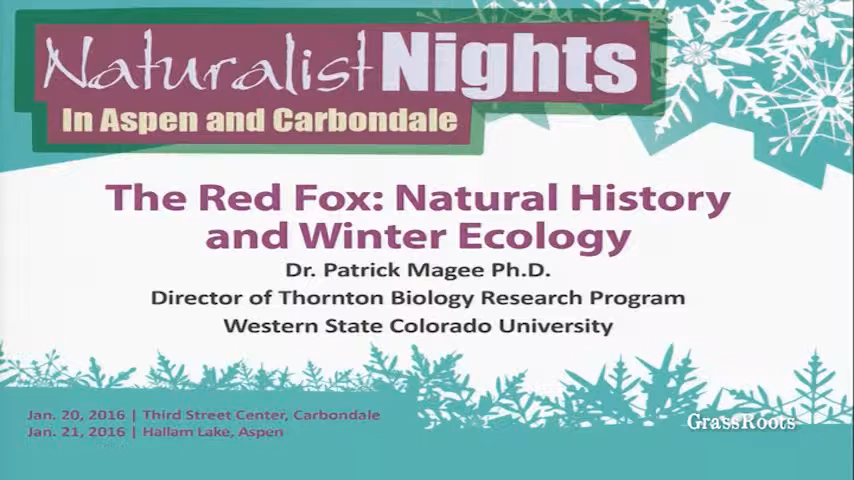 Naturalist Nights
In Aspen and Carbondale
The Red Fox: Natural History
and Winter Ecology
Dr. Patrick Magee Ph.D.
Director of Thornton Biology Research Program
Western State Colorado University
Jan. 20, 2016 | Third Street Center, Carbondale
Jan. 21, 2016 | Hallam Lake, Aspen
GrassRoots